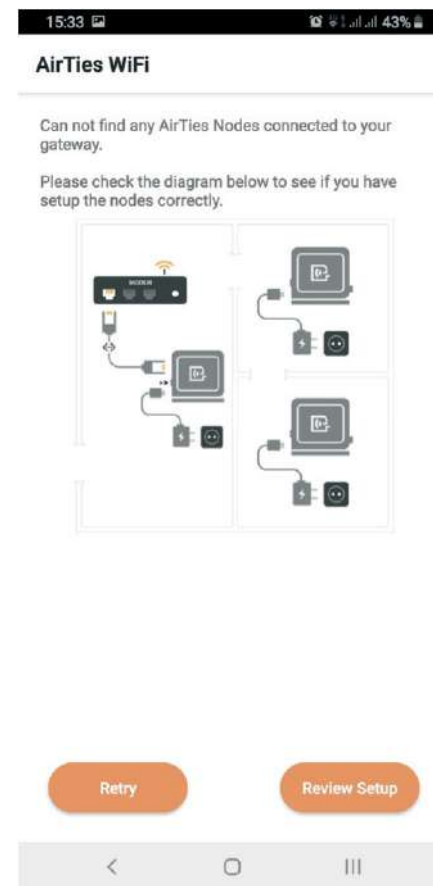 15:33 43%
AirTies WiFi
Can not find any AirTies Nodes connected to your
gateway.
Please check the diagram below to see if you have
setup the nodes correctly.
MODEM
Retry
Review Setup